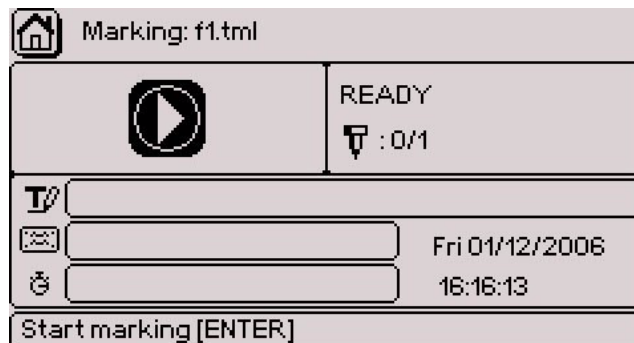 Marking: f1.tml
READY
: 0/1
Fri 01/12/2006
16:16:13
Start marking [ENTER]